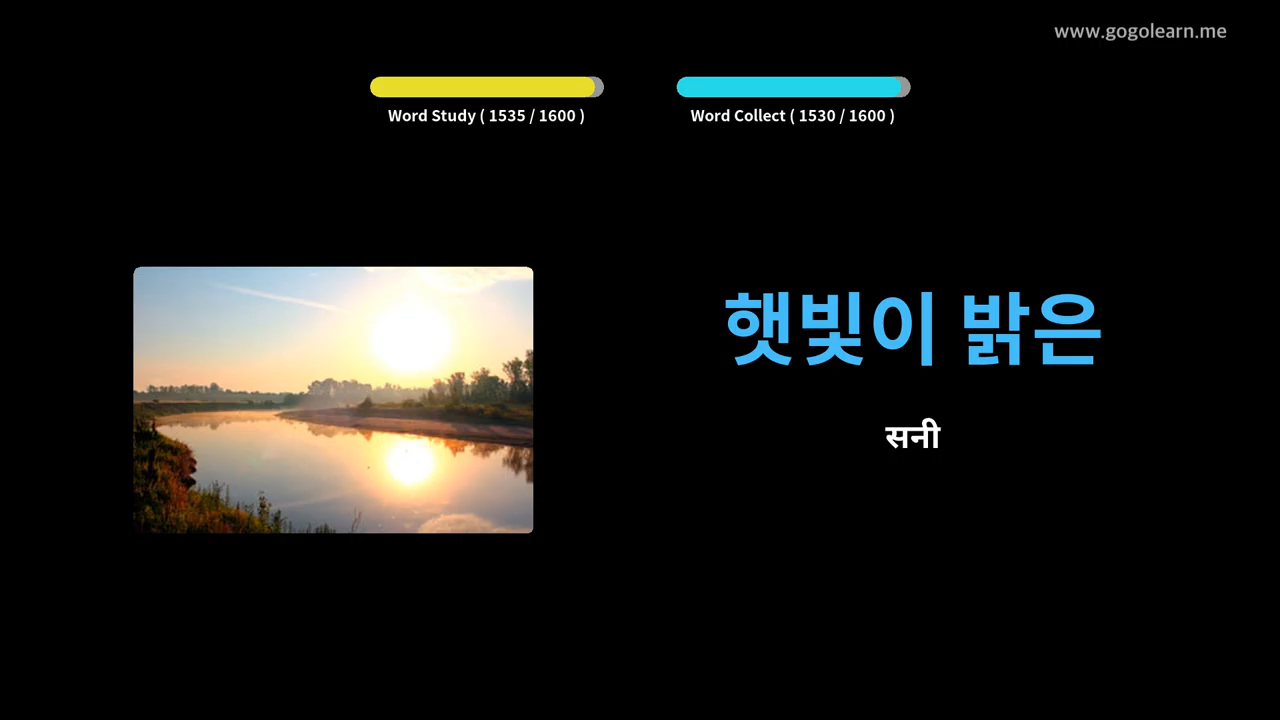 www.gogolearn.me
Word Study ( 1535 / 1600 )
Word Collect ( 1530 / 1600 )
햇빛이 밝은
सनी